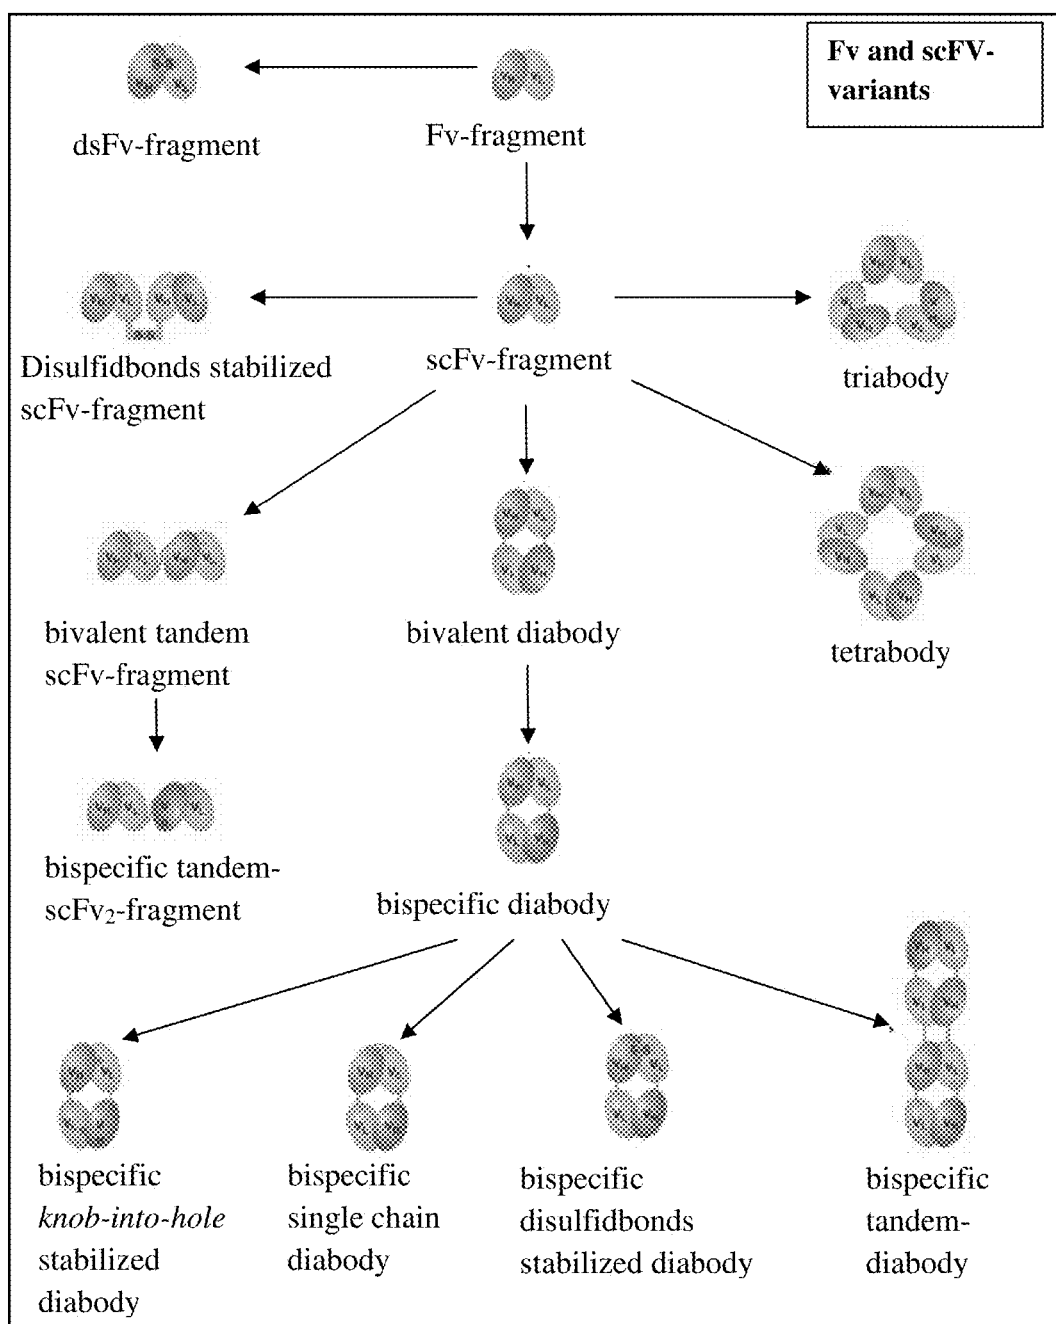 Fv and scFV-
variants
dsFv-fragment
Fv-fragment
Disulfidbonds stabilized
scFv-fragment
scFv-fragment
triabody
bivalent tandem
scFv-fragment
bivalent diabody
tetrabody
bispecific tandem-
scFv₂-fragment
bispecific diabody
bispecific
knob-into-hole
stabilized
diabody
bispecific
single chain
diabody
bispecific
disulfidbonds
stabilized diabody
bispecific
tandem-
diabody